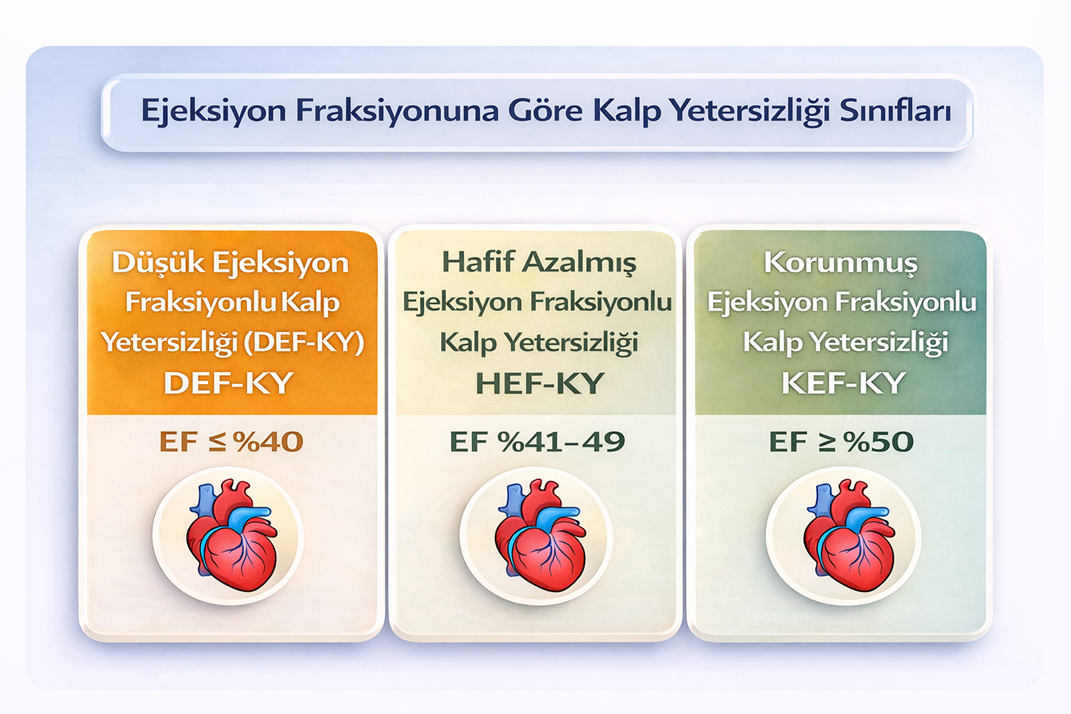 Ejeksiyon Fraksiyonuna Göre Kalp Yetersizliği Sınıfları
Düşük Ejeksiyon
Fraksiyonlu Kalp
Yetersizliği (DEF-KY)
DEF-KY
EF ≤ %40
Hafif Azalmış
Ejeksiyon Fraksiyonlu
Kalp Yetersizliği
HEF-KY
EF %41–49
Korunmuş
Ejeksiyon Fraksiyonlu
Kalp Yetersizliği
KEF-KY
EF ≥ %50